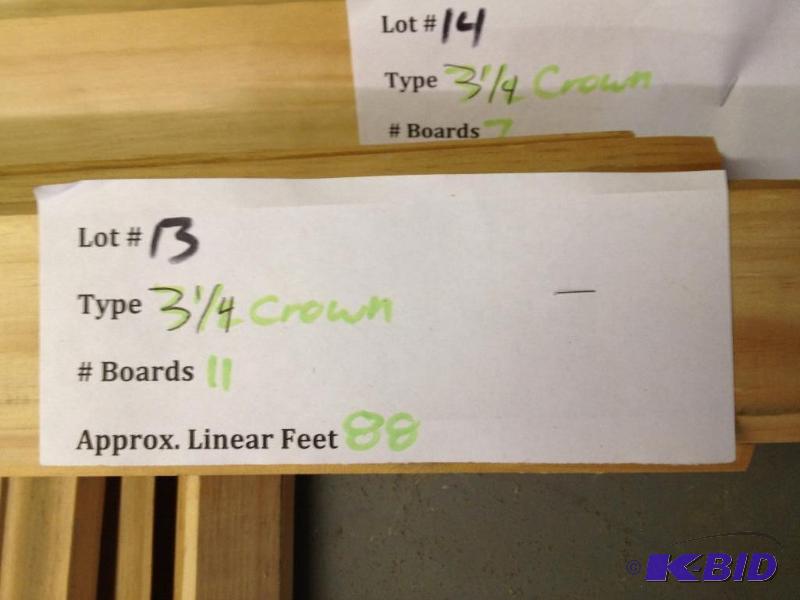 Lot # 14
Type 3 1/4 Crown
# Boards 7
Lot # 13
Type 3 1/4 Crown
# Boards 11
Approx. Linear Feet 88
© K-BID